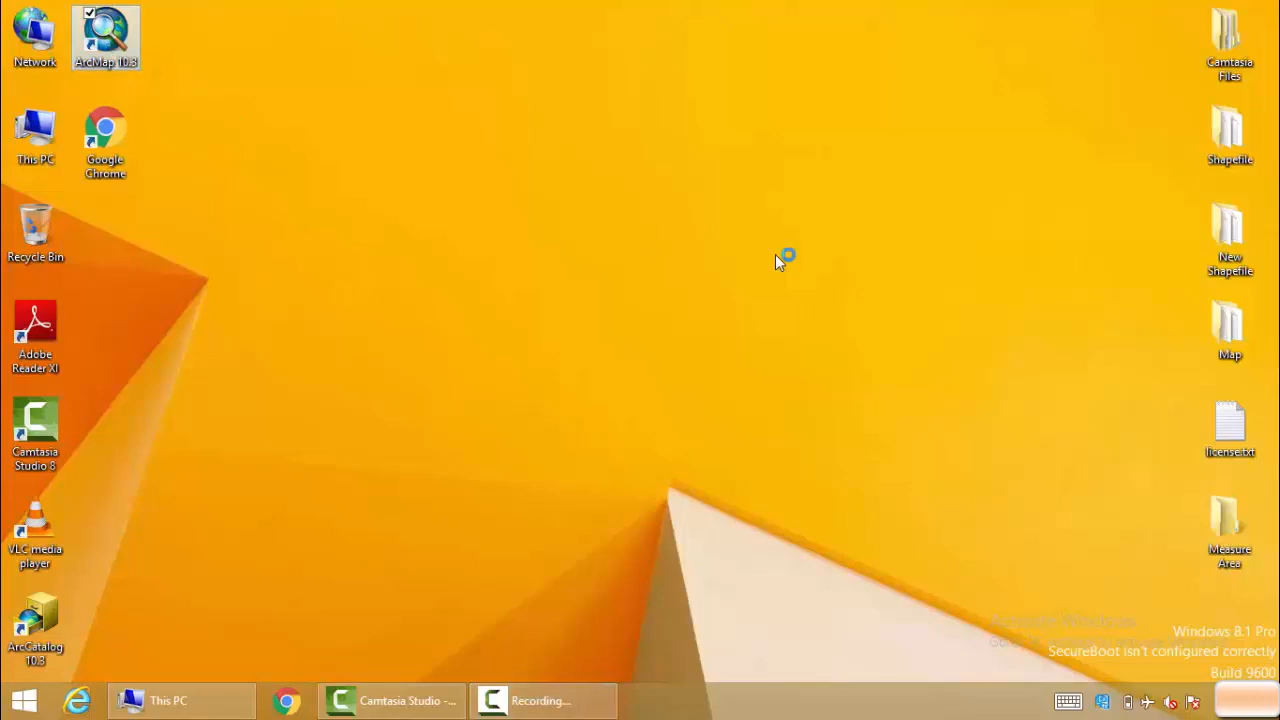 Network
ArcMap 10.3
This PC
Google
Chrome
Recycle Bin
Adobe
Reader XI
Camtasia
Studio 8
VLC media
player
ArcCatalog
10.3
Camtasia
Files
Shapefile
New
Shapefile
Map
license.txt
Measure
Area
Activate Windows
Windows 8.1 Pro
SecureBoot isn't configured correctly
Build 9600
This PC
Camtasia Studio -...
Recording...